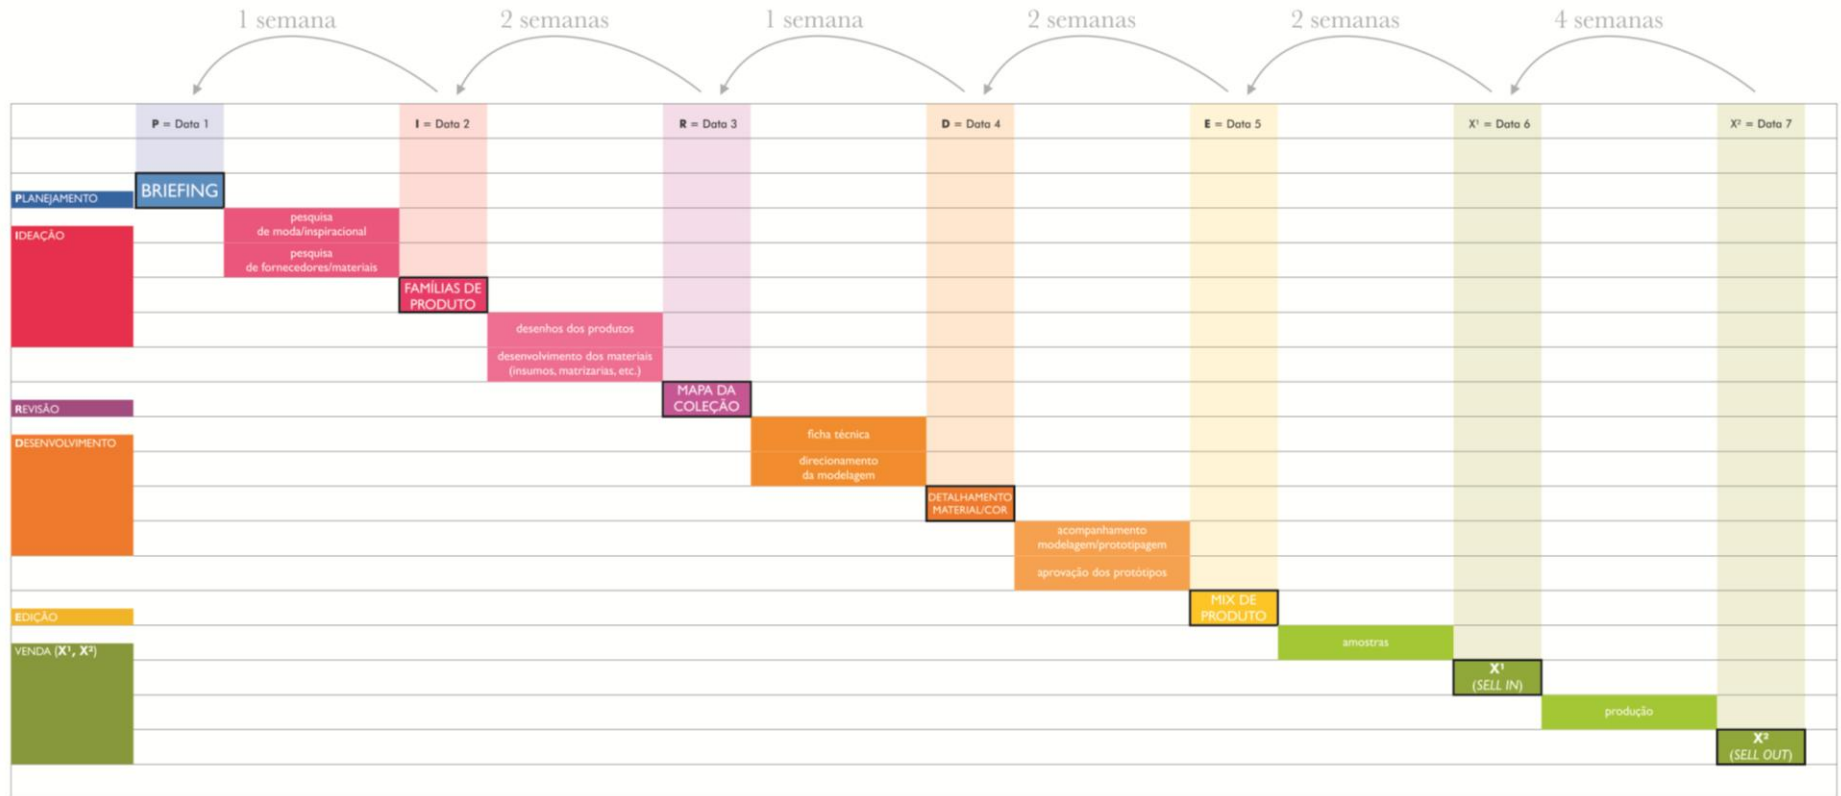 1 semana
2 semanas
1 semana
2 semanas
2 semanas
4 semanas
P = Data 1
I = Data 2
R = Data 3
D = Data 4
E = Data 5
X¹ = Data 6
X² = Data 7
PLANEJAMENTO
BRIEFING
IDEAÇÃO
pesquisa
de moda/inspiracional
pesquisa
de fornecedores/materiais
FAMÍLIAS DE
PRODUTO
desenhos dos produtos
desenvolvimento dos materiais
(insumos, matrizarias, etc.)
REVISÃO
MAPA DA
COLEÇÃO
DESENVOLVIMENTO
ficha técnica
direcionamento
da modelagem
DETALHAMENTO
MATERIAL/COR
acompanhamento
modelagem/prototipagem
aprovação dos protótipos
EDIÇÃO
MIX DE
PRODUTO
VENDA (X¹, X²)
amostras
X¹
(SELL IN)
produção
X²
(SELL OUT)